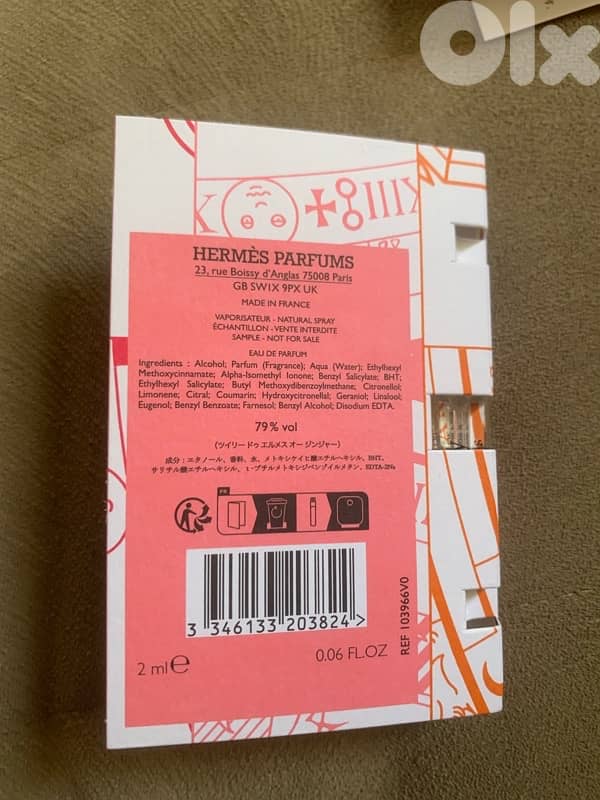 olx
HERMÈS PARFUMS
23, rue Boissy d'Anglas 75008 Paris
GB SW1X 9PX UK
MADE IN FRANCE
VAPORISATEUR - NATURAL SPRAY
ÉCHANTILLON - VENTE INTERDITE
SAMPLE - NOT FOR SALE
EAU DE PARFUM
Ingredients : Alcohol; Parfum (Fragrance); Aqua (Water); Ethylhexyl
Methoxycinnamate; Alpha-Isomethyl Ionone; Benzyl Salicylate; BHT;
Ethylhexyl Salicylate; Butyl Methoxydibenzoylmethane; Citronellol;
Limonene; Citral; Coumarin; Hydroxycitronellal; Geraniol; Linalool;
Eugenol; Benzyl Benzoate; Farnesol; Benzyl Alcohol; Disodium EDTA.
79% vol
(ツイリー ドゥ エルメス オー ジンジャー)
成分：エタノール、香料、水、メトキシケイヒ酸エチルヘキシル、BHT、
サリチル酸エチルヘキシル、t-ブチルメトキシジベンゾイルメタン、EDTA-2Na
FR
3 346133 203824 >
2 ml e
0.06 FL.OZ
REF 103966V0